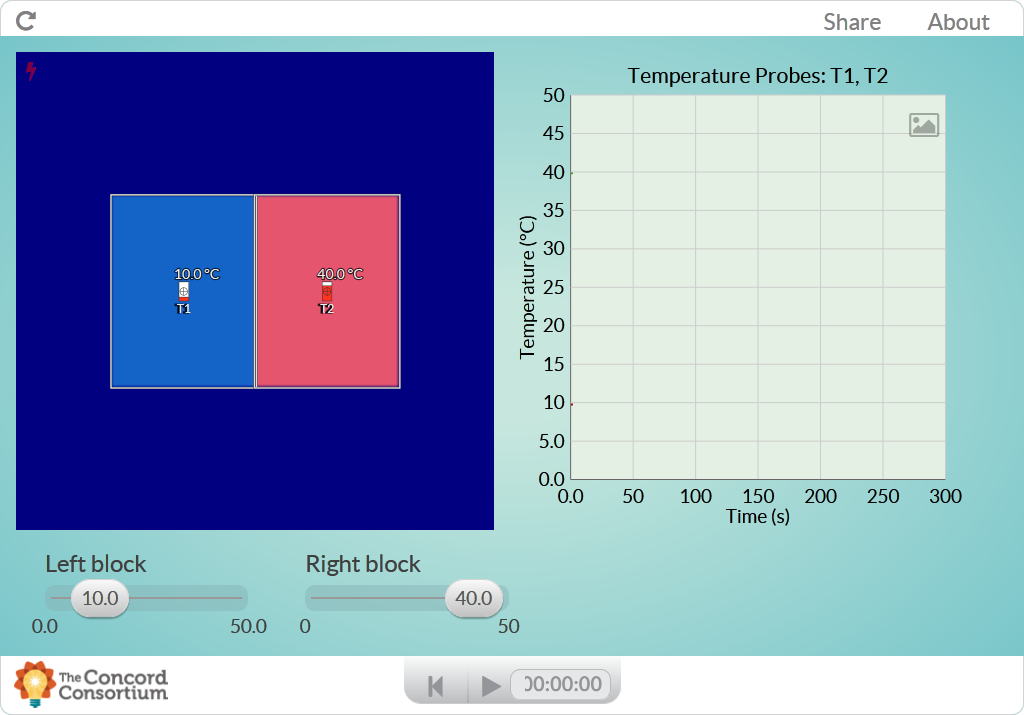 Share About
Temperature Probes: T1, T2
50
45
40
35
30
25
20
15
10
5.0
0.0
Temperature (°C)
0.0 50 100 150 200 250 300
Time (s)
10.0 °C
T1
40.0 °C
T2
Left block
10.0
0.0 50.0
Right block
40.0
0 50
The Concord
Consortium
00:00:00